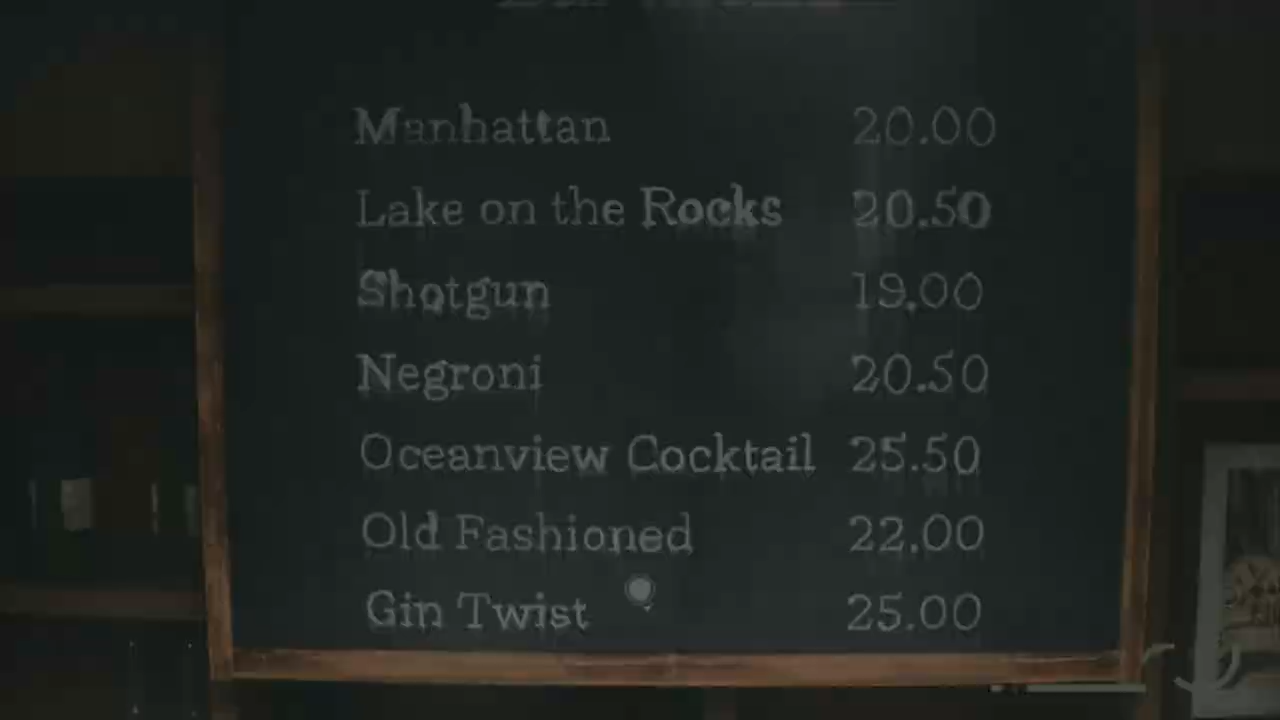 Manhattan 20.00
Lake on the Rocks 20.50
Shotgun 19.00
Negroni 20.50
Oceanview Cocktail 25.50
Old Fashioned 22.00
Gin Twist 25.00